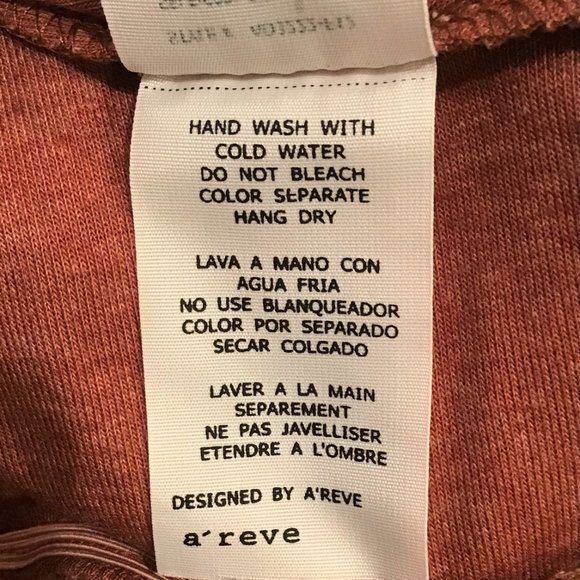 HAND WASH WITH
COLD WATER
DO NOT BLEACH
COLOR SEPARATE
HANG DRY
LAVA A MANO CON
AGUA FRIA
NO USE BLANQUEADOR
COLOR POR SEPARADO
SECAR COLGADO
LAVER A LA MAIN
SEPAREMENT
NE PAS JAVELLISER
ETENDRE A L'OMBRE
DESIGNED BY A'REVE
a´reve